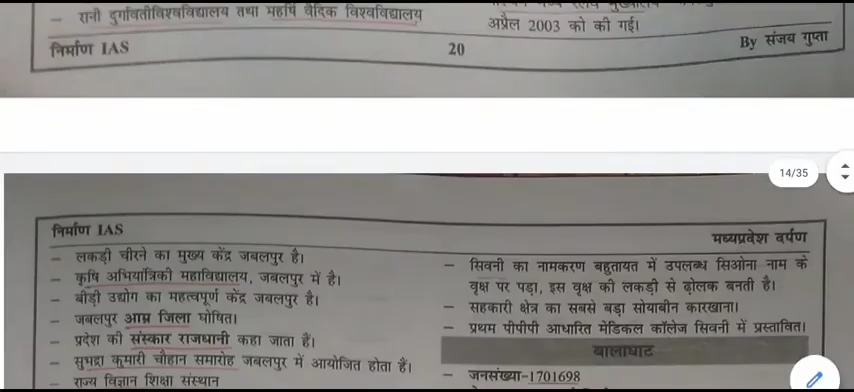 – रानी दुर्गावतीविश्वविद्यालय तथा महर्षि वैदिक विश्वविद्यालय
अप्रैल 2003 को की गई।
निर्माण IAS
20
By संजय गुप्ता
14/35
निर्माण IAS
मध्यप्रदेश दर्पण
– लकड़ी चीरने का मुख्य केंद्र जबलपुर है।
– कृषि अभियांत्रिकी महाविद्यालय, जबलपुर में है।
– बीड़ी उद्योग का महत्वपूर्ण केंद्र जबलपुर है।
– जबलपुर आम्र जिला घोषित।
– प्रदेश की संस्कार राजधानी कहा जाता हैं।
– सुभद्रा कुमारी चौहान समारोह जबलपुर में आयोजित होता हैं।
– राज्य विज्ञान शिक्षा संस्थान
– सिवनी का नामकरण बहुतायत में उपलब्ध सिओना नाम के
वृक्ष पर पड़ा, इस वृक्ष की लकड़ी से ढ़ोलक बनती है।
– सहकारी क्षेत्र का सबसे बड़ा सोयाबीन कारखाना।
– प्रथम पीपीपी आधारित मेडिकल कॉलेज सिवनी में प्रस्तावित।
बालाघाट
– जनसंख्या–1701698